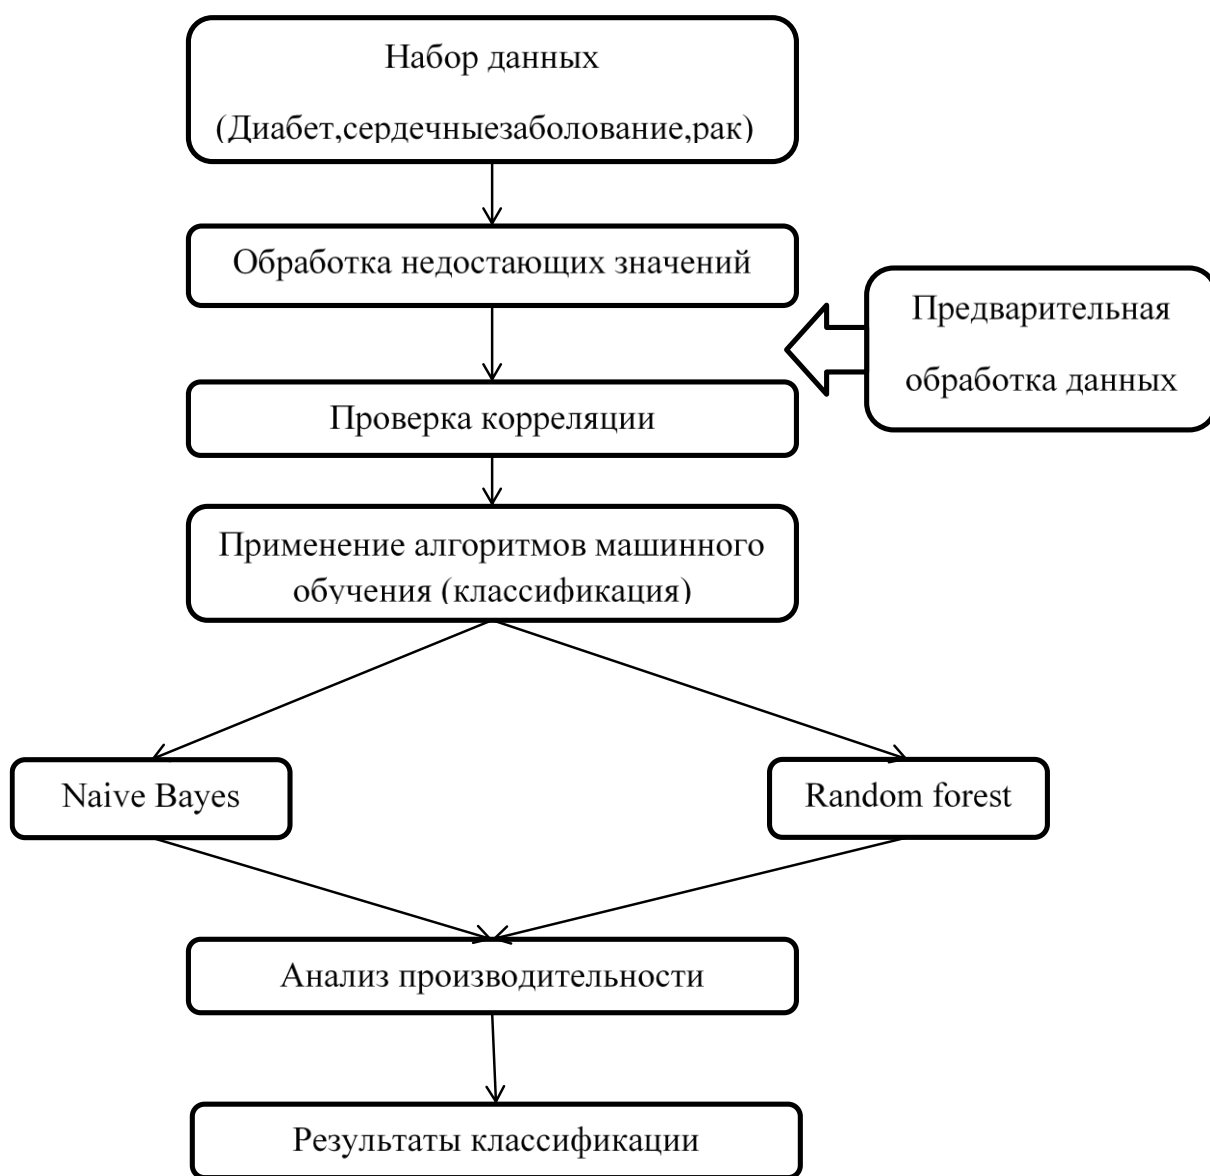 Набор данных
(Диабет,сердечныезаболование,рак)
Обработка недостающих значений
Предварительная
обработка данных
Проверка корреляции
Применение алгоритмов машинного
обучения (классификация)
Naive Bayes
Random forest
Анализ производительности
Результаты классификации